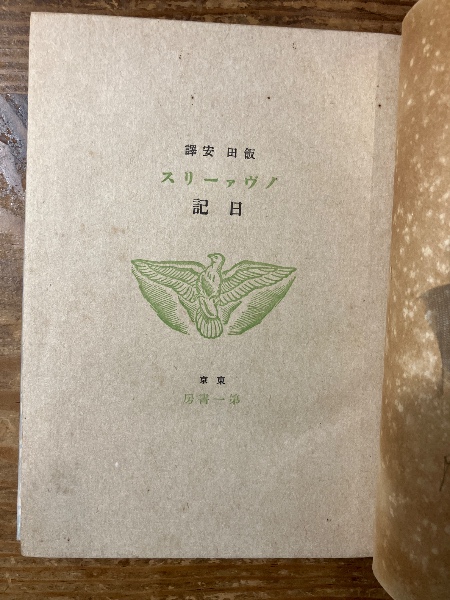 飯田 安譯
ノヴァーリス
日記
東京
第一書房